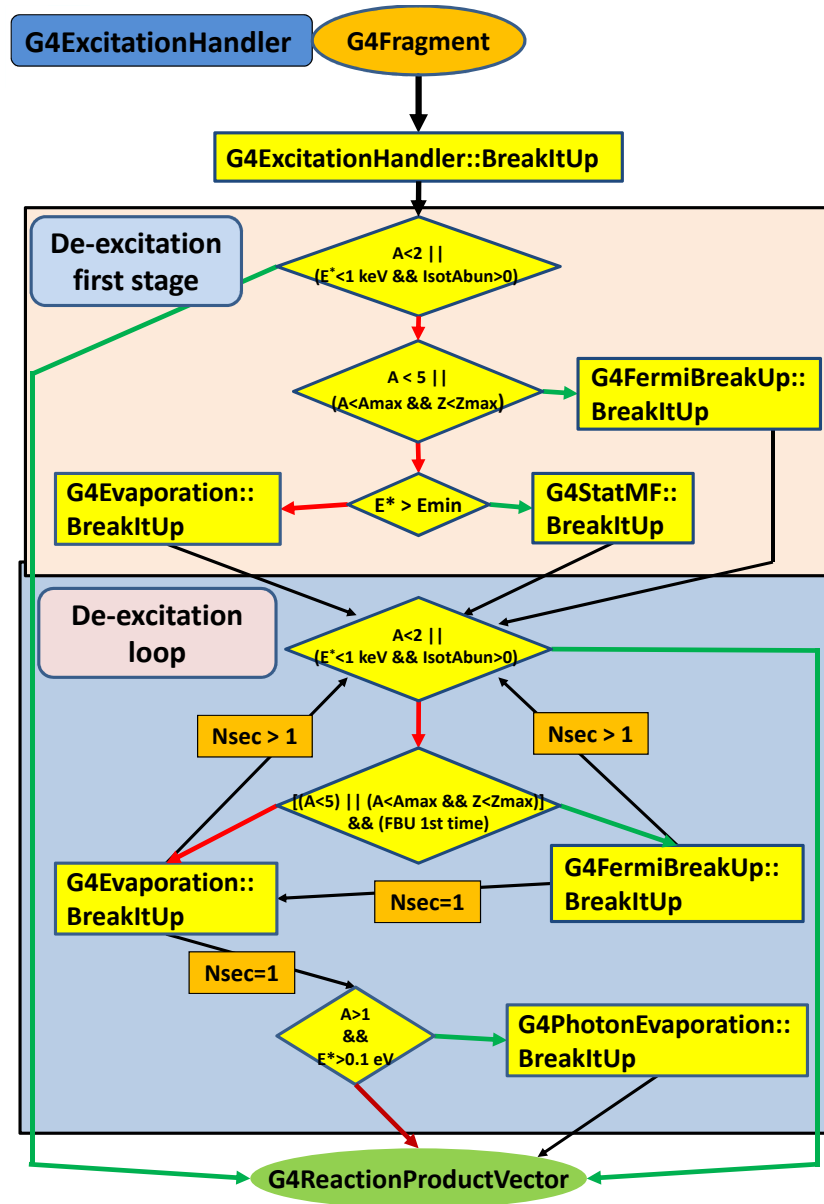 G4ExcitationHandler
G4Fragment
G4ExcitationHandler::BreakItUp
De-excitation
first stage
A<2 ||
(E*<1 keV && IsotAbun>0)
A < 5 ||
(A<Amax && Z<Zmax)
G4FermiBreakUp::
BreakItUp
G4Evaporation::
BreakItUp
E* > Emin
G4StatMF::
BreakItUp
De-excitation
loop
A<2 ||
(E*<1 keV && IsotAbun>0)
Nsec > 1
Nsec > 1
[(A<5) || (A<Amax && Z<Zmax)]
&& (FBU 1st time)
G4Evaporation::
BreakItUp
G4FermiBreakUp::
BreakItUp
Nsec=1
Nsec=1
A>1
&&
E*>0.1 eV
G4PhotonEvaporation::
BreakItUp
G4ReactionProductVector